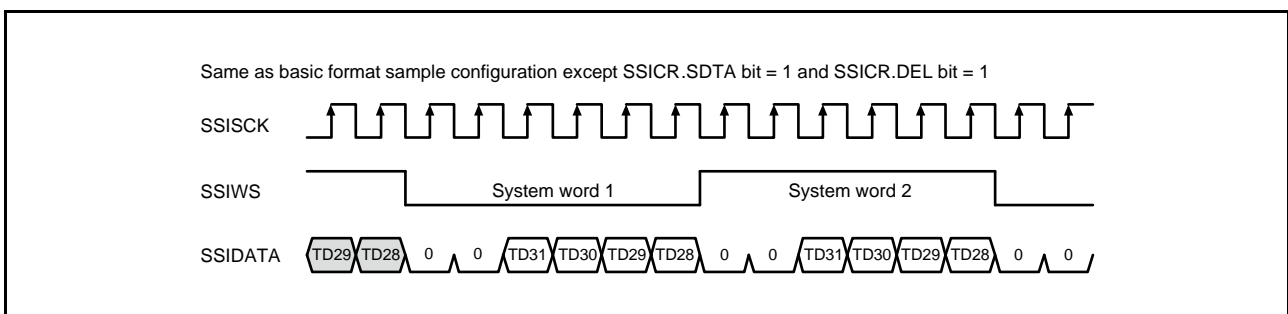 Same as basic format sample configuration except SSICR.SDTA bit = 1 and SSICR.DEL bit = 1
SSISCK
SSIWS System word 1 System word 2
SSIDATA TD29 TD28 0 0 TD31 TD30 TD29 TD28 0 0 TD31 TD30 TD29 TD28 0 0